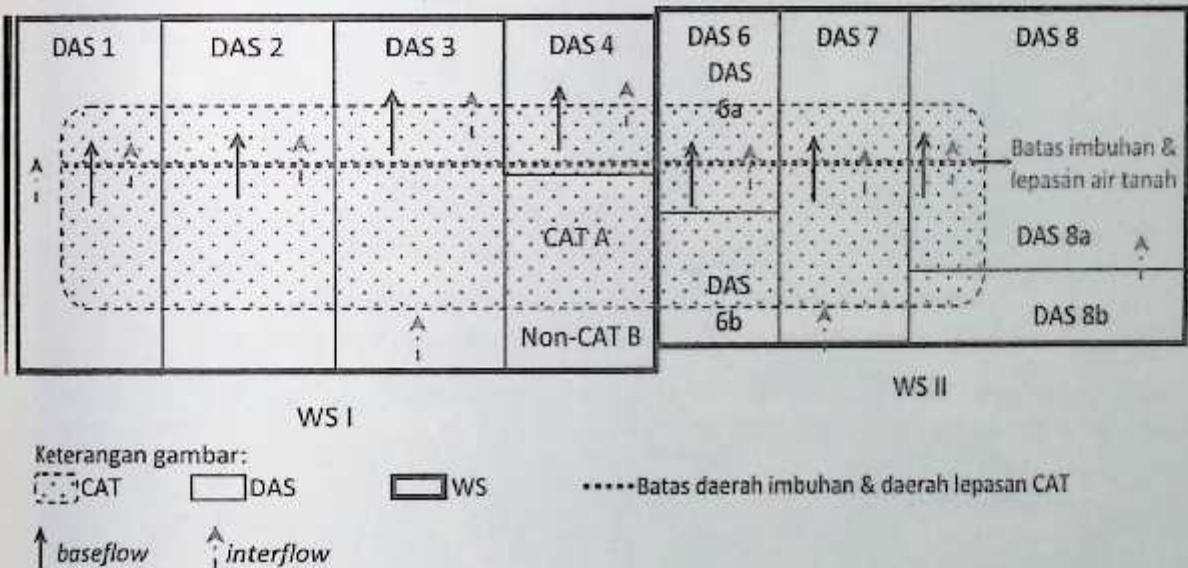 DAS 1 DAS 2 DAS 3 DAS 4 DAS 6 DAS 7 DAS 8
DAS
6a
Batas imbuhan &
lepasan air tanah
CAT A
DAS 8a
DAS
6b
Non-CAT B
DAS 8b
WS I
WS II
Keterangan gambar:
CAT DAS WS Batas daerah imbuhan & daerah lepasan CAT
baseflow interflow